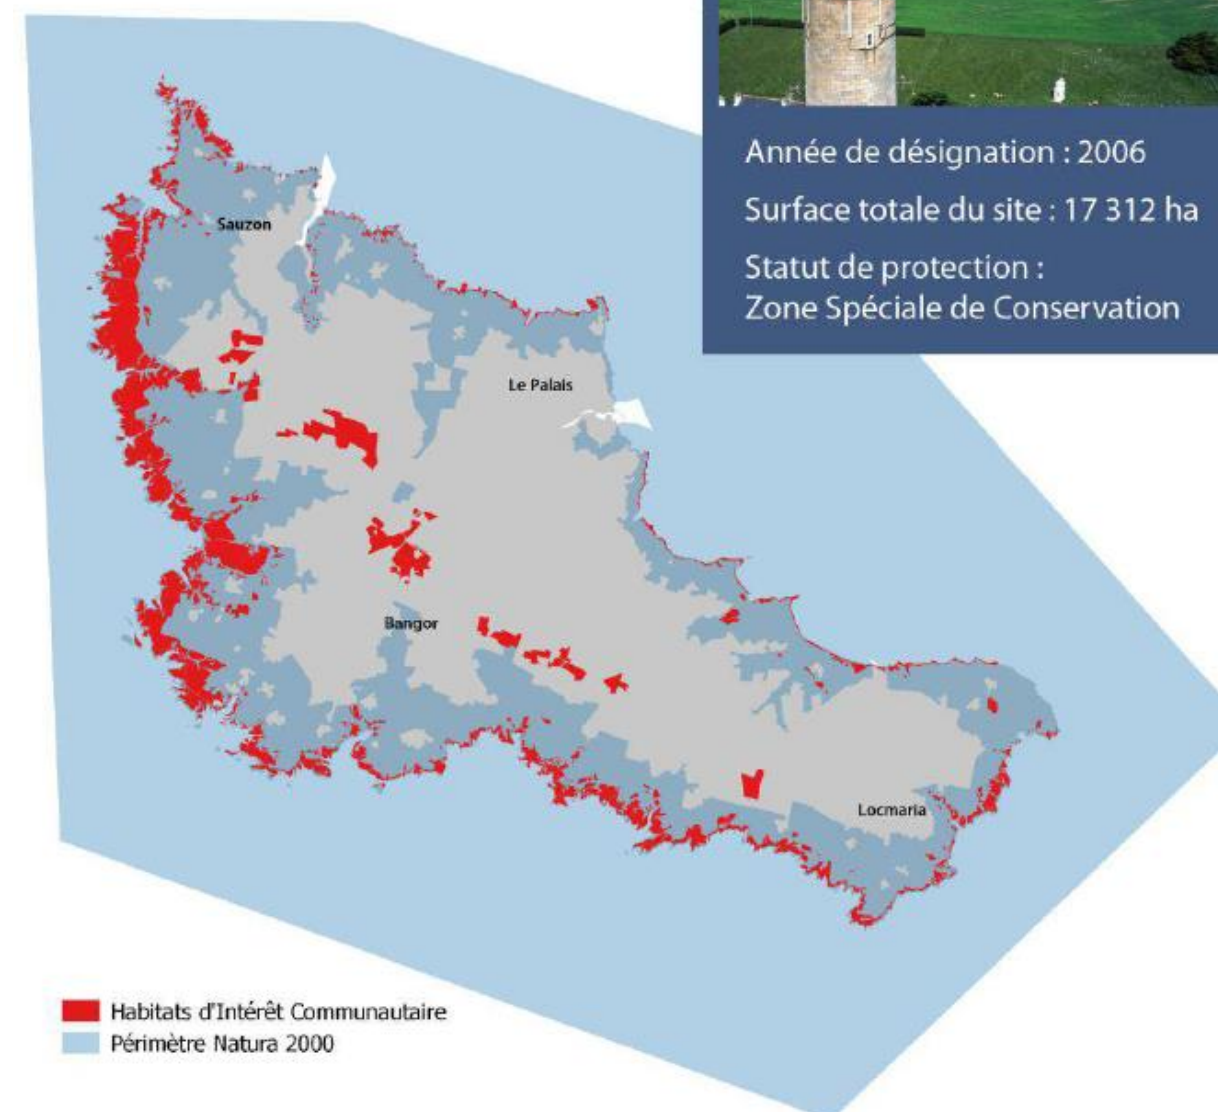 Année de désignation : 2006
Surface totale du site : 17 312 ha
Statut de protection :
Zone Spéciale de Conservation
Sauzon
Le Palais
Bangor
Locmaria
Habitats d'Intérêt Communautaire
Périmètre Natura 2000